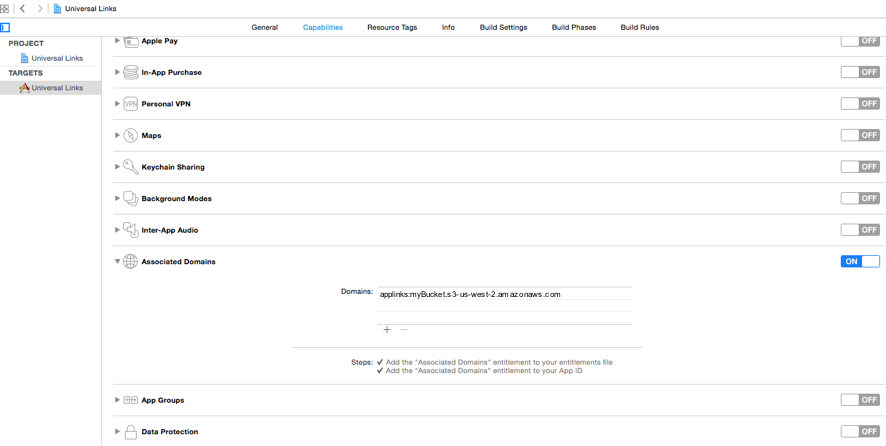 Universal Links
General Capabilities Resource Tags Info Build Settings Build Phases Build Rules
PROJECT
Universal Links
TARGETS
Universal Links
Apple Pay OFF
In-App Purchase OFF
VPN Personal VPN OFF
Maps OFF
Keychain Sharing OFF
Background Modes OFF
Inter-App Audio OFF
Associated Domains ON
Domains: applinks:myBucket.s3-us-west-2.amazonaws.com
Steps: ✓ Add the "Associated Domains" entitlement to your entitlements file
✓ Add the "Associated Domains" entitlement to your App ID
App Groups OFF
Data Protection OFF